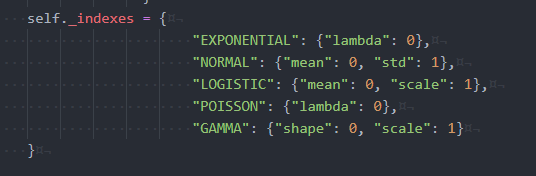 self._indexes = {
"EXPONENTIAL": {"lambda": 0},
"NORMAL": {"mean": 0, "std": 1},
"LOGISTIC": {"mean": 0, "scale": 1},
"POISSON": {"lambda": 0},
"GAMMA": {"shape": 0, "scale": 1}
}